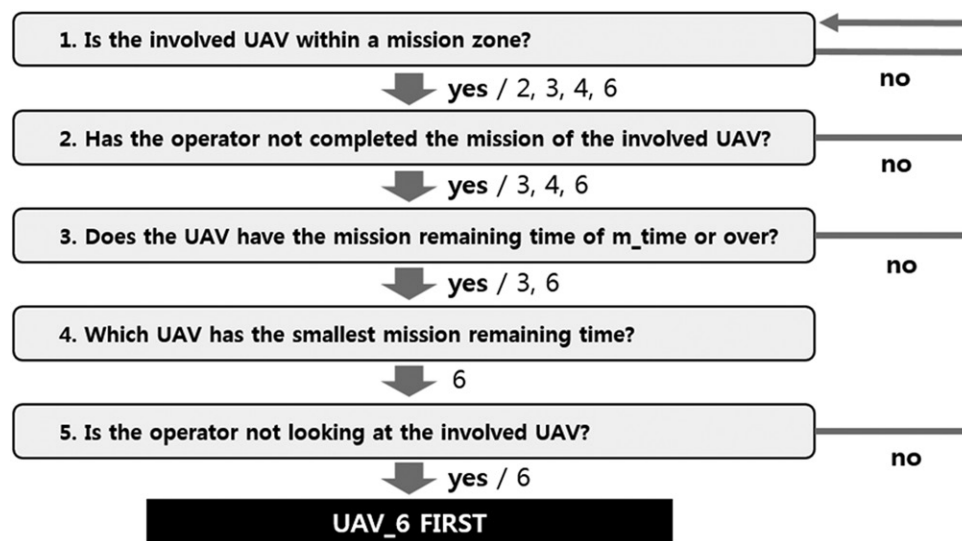 1. Is the involved UAV within a mission zone?
no
yes / 2, 3, 4, 6
2. Has the operator not completed the mission of the involved UAV?
no
yes / 3, 4, 6
3. Does the UAV have the mission remaining time of m_time or over?
no
yes / 3, 6
4. Which UAV has the smallest mission remaining time?
6
5. Is the operator not looking at the involved UAV?
no
yes / 6
UAV_6 FIRST